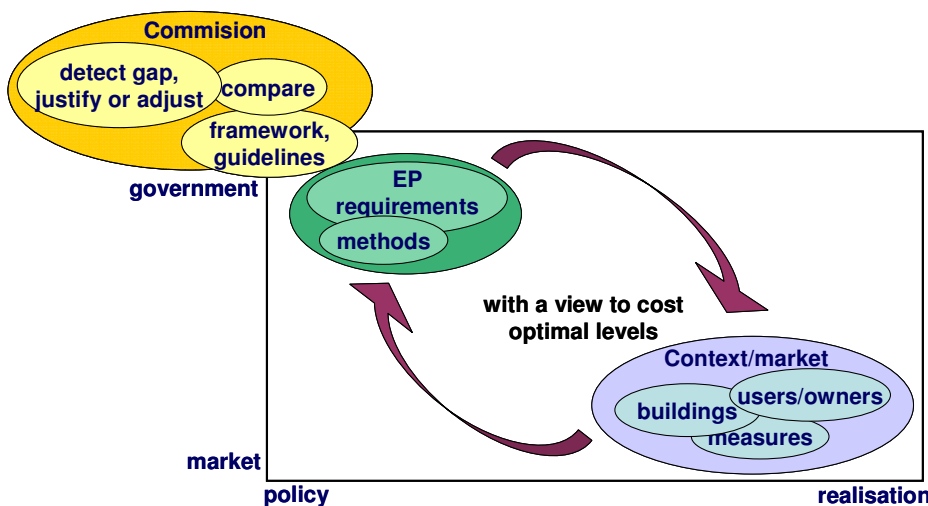 Commision
detect gap,
justify or adjust
compare
framework,
guidelines
government
EP
requirements
methods
with a view to cost
optimal levels
Context/market
users/owners
buildings
measures
market
policy
realisation